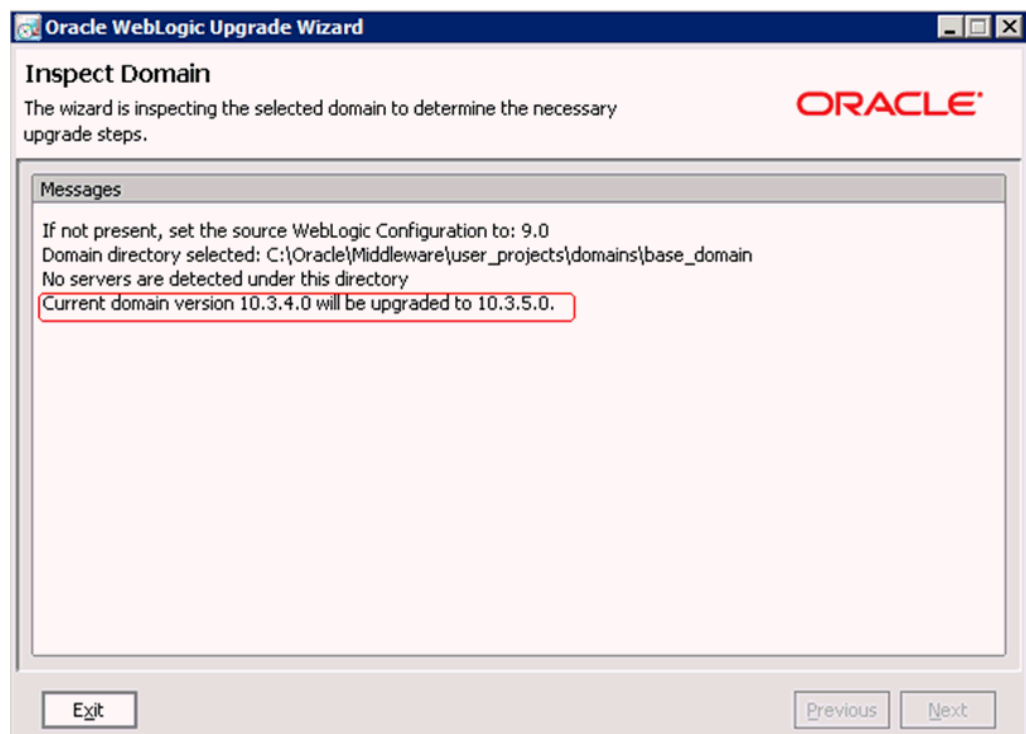 Oracle WebLogic Upgrade Wizard
Inspect Domain
The wizard is inspecting the selected domain to determine the necessary
upgrade steps.
ORACLE
Messages
If not present, set the source WebLogic Configuration to: 9.0
Domain directory selected: C:\Oracle\Middleware\user_projects\domains\base_domain
No servers are detected under this directory
Current domain version 10.3.4.0 will be upgraded to 10.3.5.0.
Exit
Previous
Next